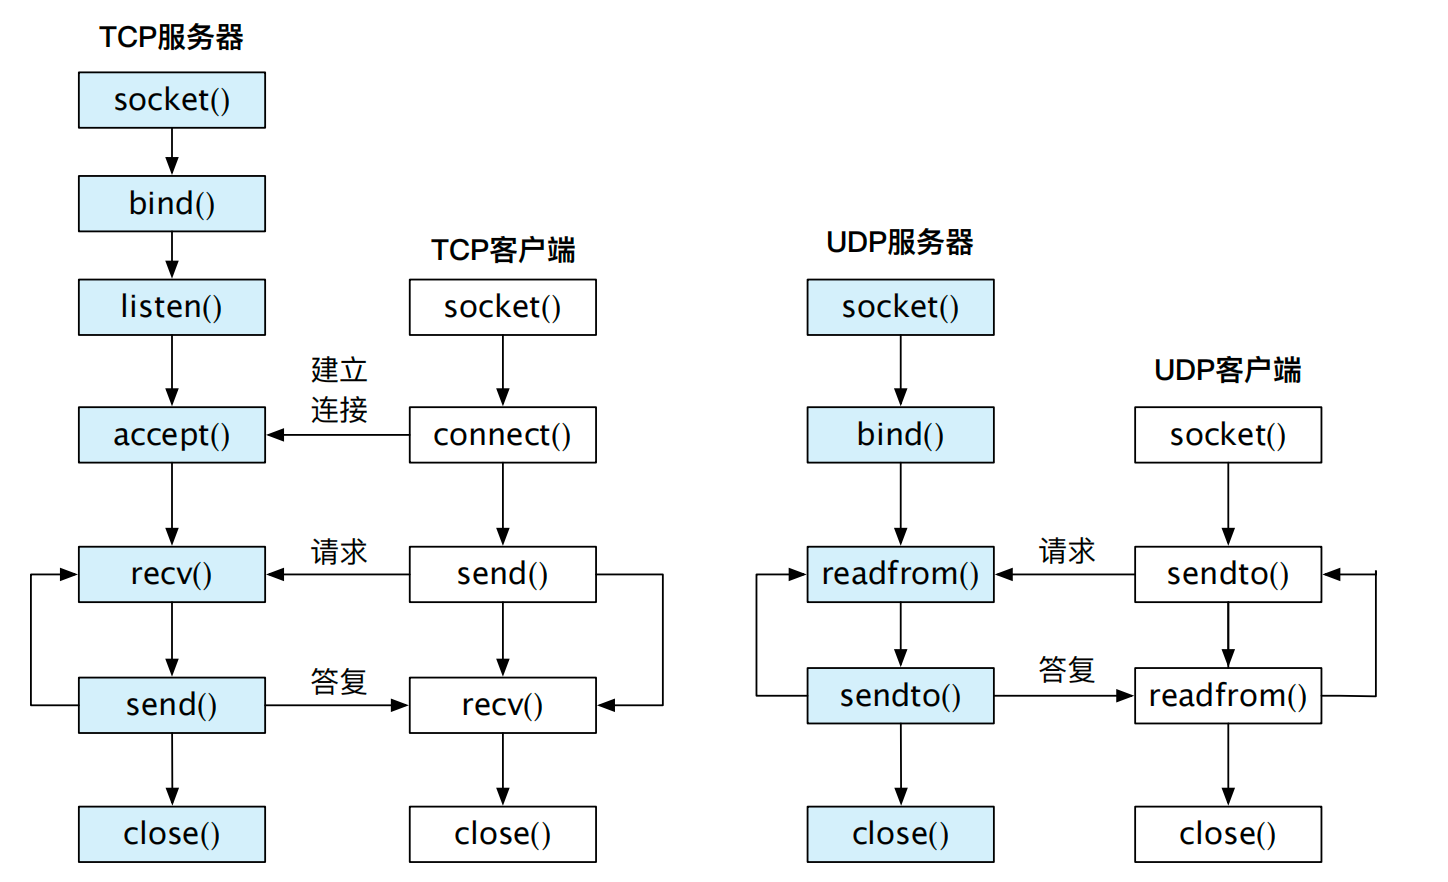 TCP服务器
socket()
bind()
listen()
accept()
recv()
send()
close()
TCP客户端
socket()
connect()
send()
recv()
close()
建立
连接
请求
答复
UDP服务器
socket()
bind()
readfrom()
sendto()
close()
UDP客户端
socket()
sendto()
readfrom()
close()
请求
答复